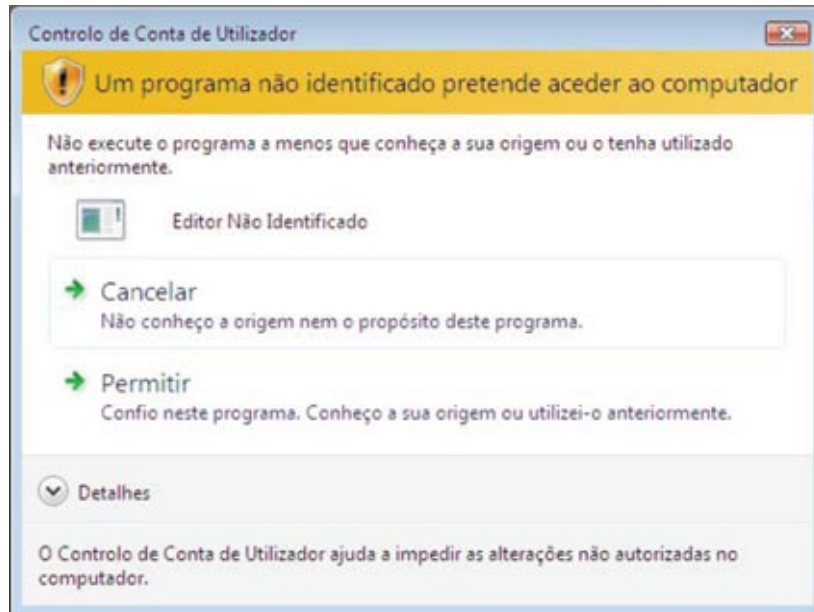 Controlo de Conta de Utilizador
Um programa não identificado pretende aceder ao computador
Não execute o programa a menos que conheça a sua origem ou o tenha utilizado
anteriormente.
Editor Não Identificado
Cancelar
Não conheço a origem nem o propósito deste programa.
Permitir
Confio neste programa. Conheço a sua origem ou utilizei-o anteriormente.
Detalhes
O Controlo de Conta de Utilizador ajuda a impedir as alterações não autorizadas no
computador.